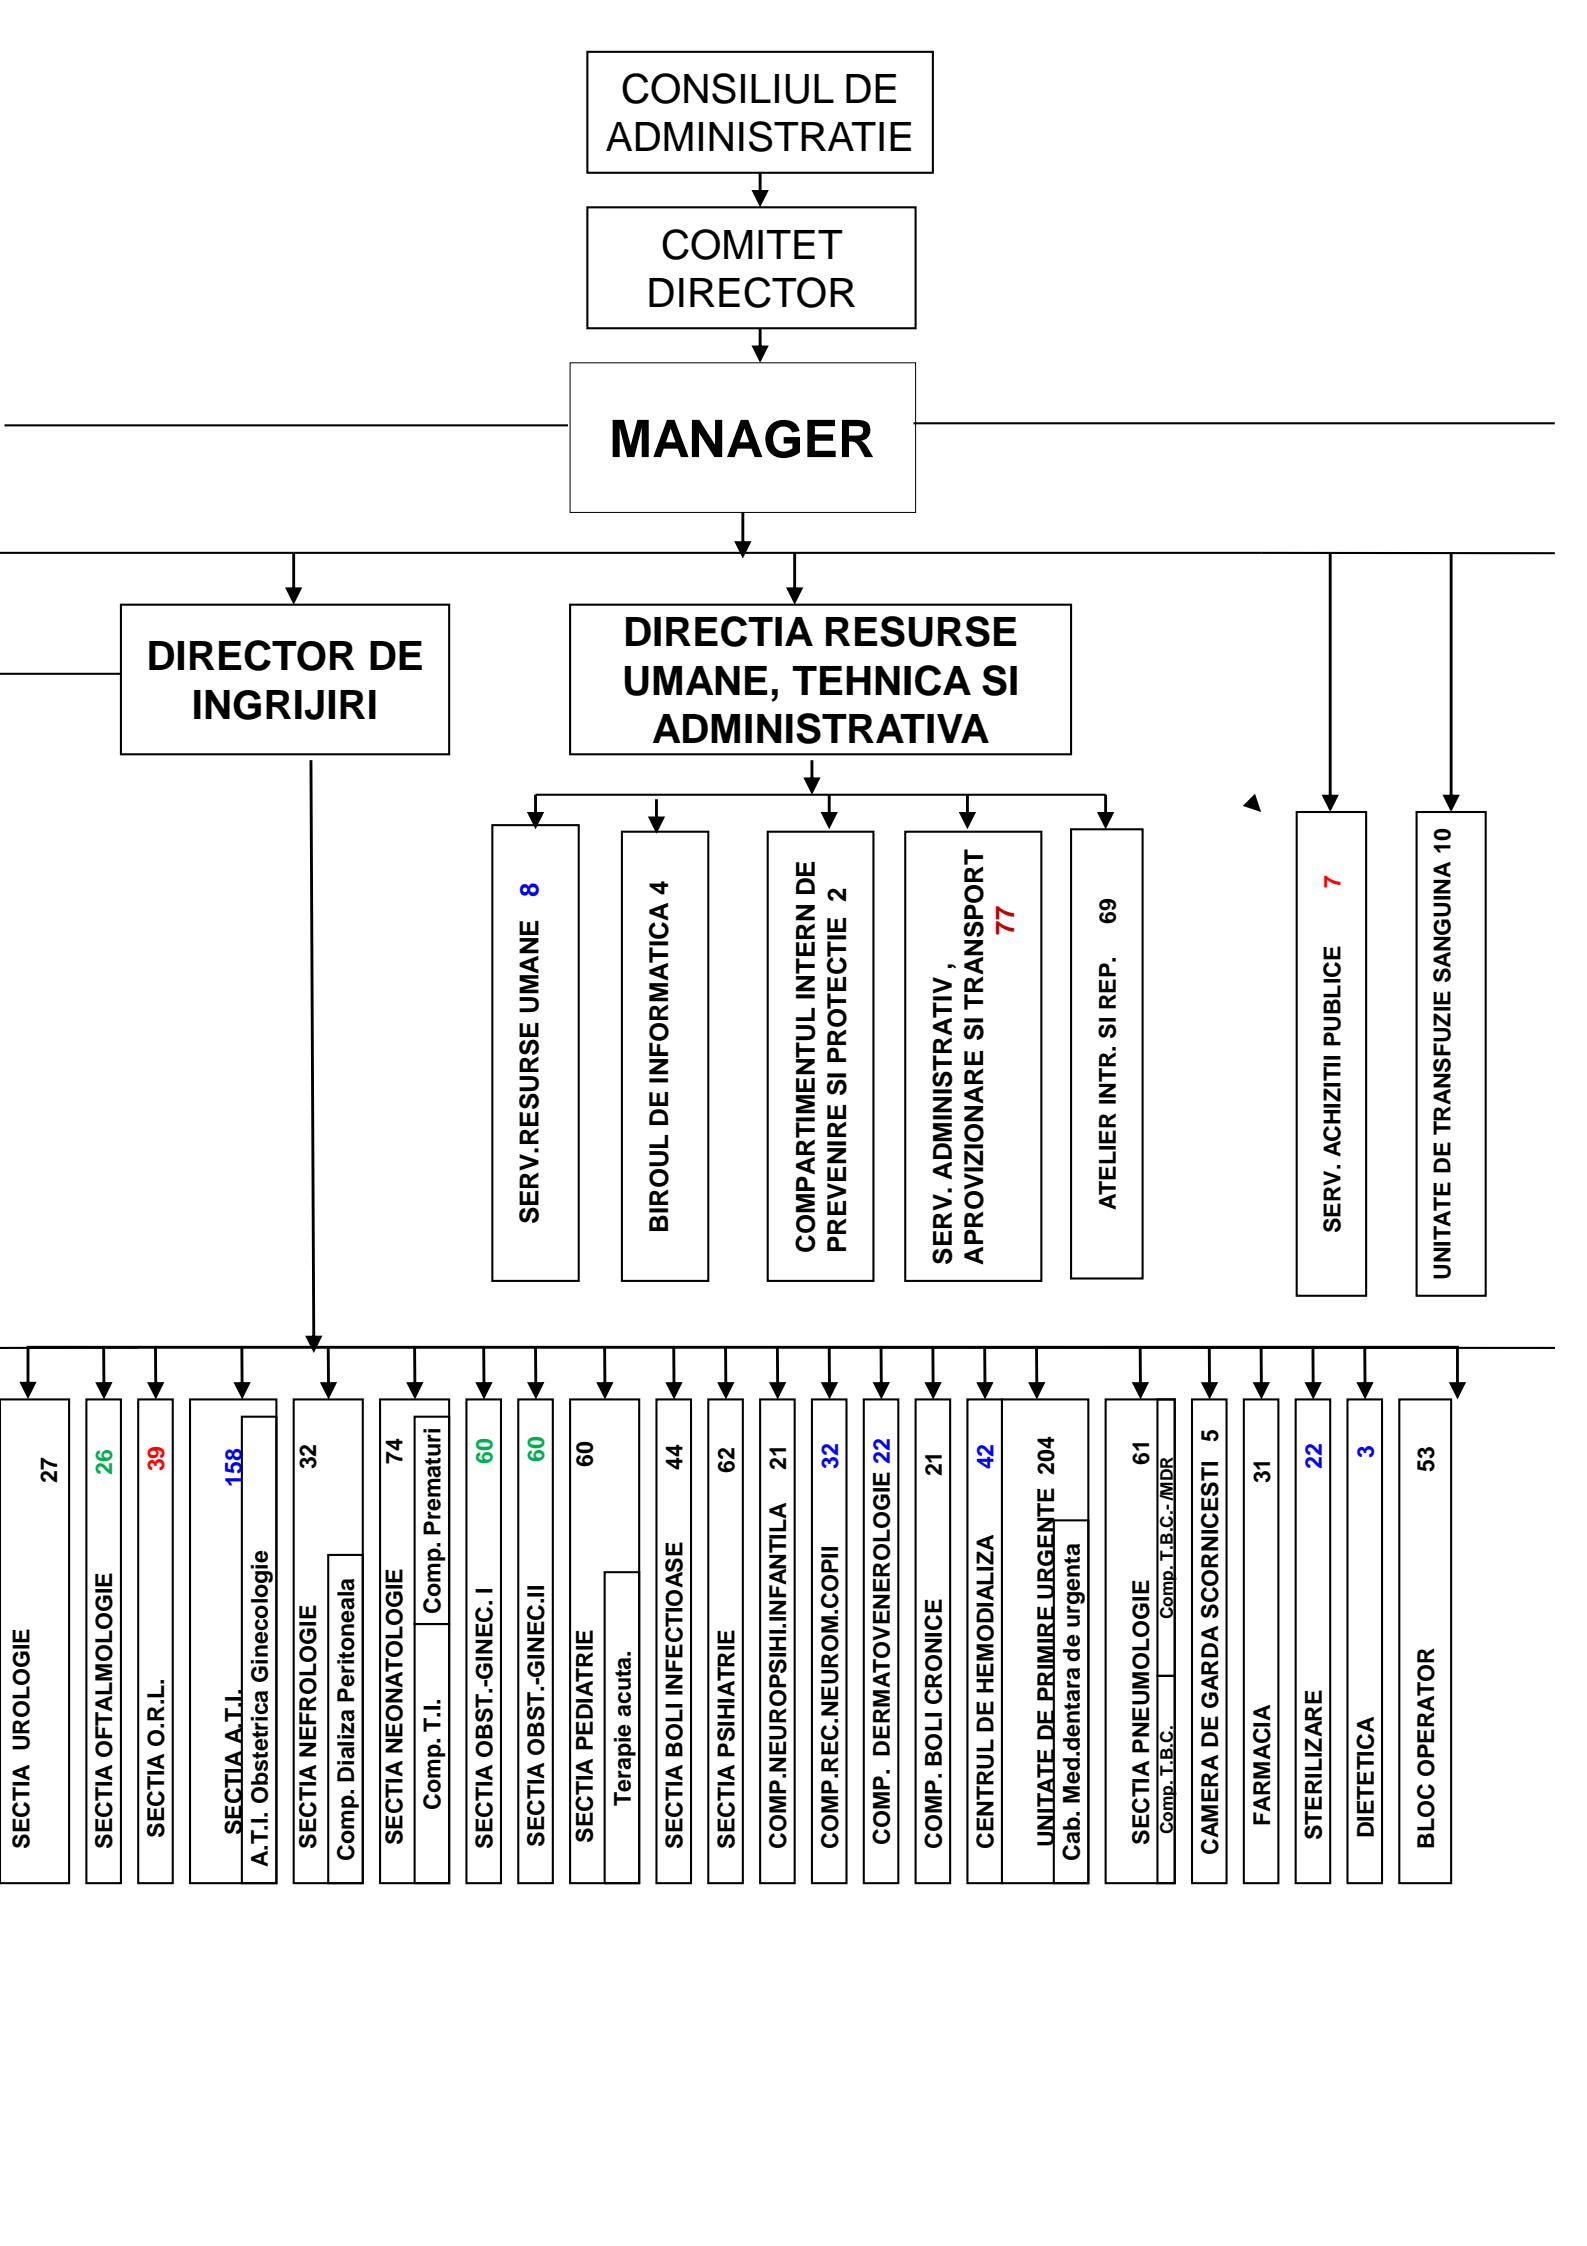 CONSILIUL DE
ADMINISTRATIE
COMITET
DIRECTOR
MANAGER
DIRECTOR DE
INGRIJIRI
DIRECTIA RESURSE
UMANE, TEHNICA SI
ADMINISTRATIVA
SERV.RESURSE UMANE 8
BIROUL DE INFORMATICA 4
COMPARTIMENTUL INTERN DE
PREVENIRE SI PROTECTIE 2
SERV. ADMINISTRATIV ,
APROVIZIONARE SI TRANSPORT
77
ATELIER INTR. SI REP. 69
SERV. ACHIZITII PUBLICE 7
UNITATE DE TRANSFUZIE SANGUINA 10
SECTIA UROLOGIE
27
SECTIA OFTALMOLOGIE 26
SECTIA O.R.L. 39
SECTIA A.T.I. 158
A.T.I. Obstetrica Ginecologie
SECTIA NEFROLOGIE 32
Comp. Dializa Peritoneala
SECTIA NEONATOLOGIE 74
Comp. T.I.
Comp. Prematuri
SECTIA OBST.-GINEC. I 60
SECTIA OBST.-GINEC.II 60
SECTIA PEDIATRIE 60
Terapie acuta.
SECTIA BOLI INFECTIOASE 44
SECTIA PSIHIATRIE 62
COMP.NEUROPSIHI.INFANTILA 21
COMP.REC.NEUROM.COPII 32
COMP. DERMATOVENEROLOGIE 22
COMP. BOLI CRONICE 21
CENTRUL DE HEMODIALIZA 42
UNITATE DE PRIMIRE URGENTE 204
Cab. Med.dentara de urgenta
SECTIA PNEUMOLOGIE 61
Comp. T.B.C.
Comp. T.B.C.- /MDR
CAMERA DE GARDA SCORNICESTI 5
FARMACIA 31
STERILIZARE 22
DIETETICA 3
BLOC OPERATOR 53